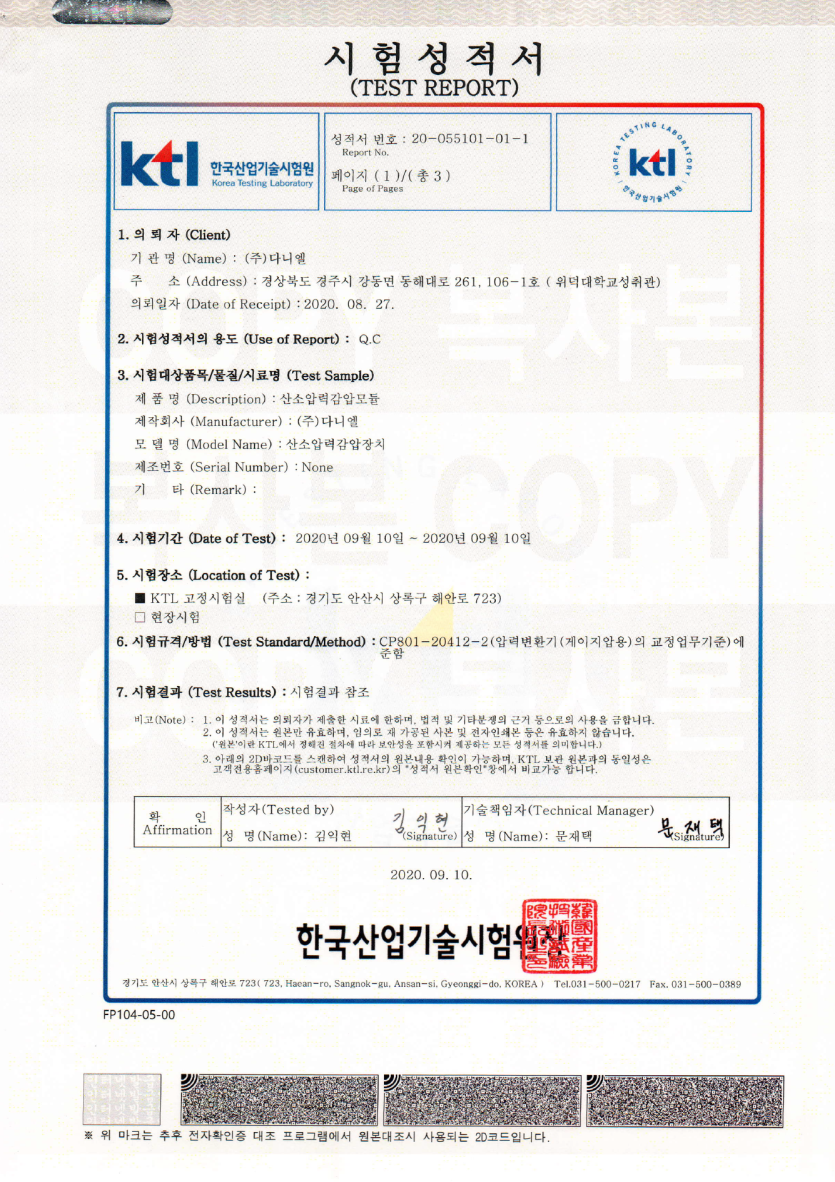 시험성적서
(TEST REPORT)
ktl 한국산업기술시험원
Korea Testing Laboratory
성적서 번호 : 20-055101-01-1
Report No.
페이지 ( 1 )/( 총 3 )
Page of Pages
KOREA TESTING LABORATORY
ktl
한국산업기술시험원
1. 의 뢰 자 (Client)
기 관 명 (Name) : (주)다니엘
주 소 (Address) : 경상북도 경주시 강동면 동해대로 261, 106-1호 ( 위덕대학교성취관)
의뢰일자 (Date of Receipt) : 2020. 08. 27.
2. 시험성적서의 용도 (Use of Report) : Q.C
3. 시험대상품목/물질/시료명 (Test Sample)
제 품 명 (Description) : 산소압력감압모듈
제작회사 (Manufacturer) : (주)다니엘
모 델 명 (Model Name) : 산소압력감압장치
제조번호 (Serial Number) : None
기 타 (Remark) :
4. 시험기간 (Date of Test) : 2020년 09월 10일 ~ 2020년 09월 10일
5. 시험장소 (Location of Test) :
■ KTL 고정시험실 (주소 : 경기도 안산시 상록구 해안로 723)
□ 현장시험
6. 시험규격/방법 (Test Standard/Method) : CP801-20412-2(압력변환기(게이지압용)의 교정업무기준)에
준함
7. 시험결과 (Test Results) : 시험결과 참조
비고(Note) : 1. 이 성적서는 의뢰자가 제출한 시료에 한하며, 법적 및 기타분쟁의 근거 등으로의 사용을 금합니다.
2. 이 성적서는 원본만 유효하며, 임의로 재 가공된 사본 및 전자인쇄본 등은 유효하지 않습니다.
('원본'이란 KTL에서 정해진 절차에 따라 보안성을 포함시켜 제공하는 모든 성적서를 의미합니다.)
3. 아래의 2D바코드를 스캔하여 성적서의 원본내용 확인이 가능하며, KTL 보관 원본과의 동일성은
고객전용홈페이지(customer.ktl.re.kr)의 "성적서 원본확인"창에서 비교가능 합니다.
확 인
Affirmation
작성자(Tested by)
성 명(Name): 김익현 김익현 (Signature)
기술책임자(Technical Manager)
성 명(Name): 문재택 문재택 (Signature)
2020. 09. 10.
한국산업기술시험원장
경기도 안산시 상록구 해안로 723( 723, Haean-ro, Sangnok-gu, Ansan-si, Gyeonggi-do, KOREA ) Tel.031-500-0217 Fax. 031-500-0389
FP104-05-00
※ 위 마크는 추후 전자확인증 대조 프로그램에서 원본대조시 사용되는 2D코드입니다.
COPY 복사본
복사본 COPY
COPY 복사본